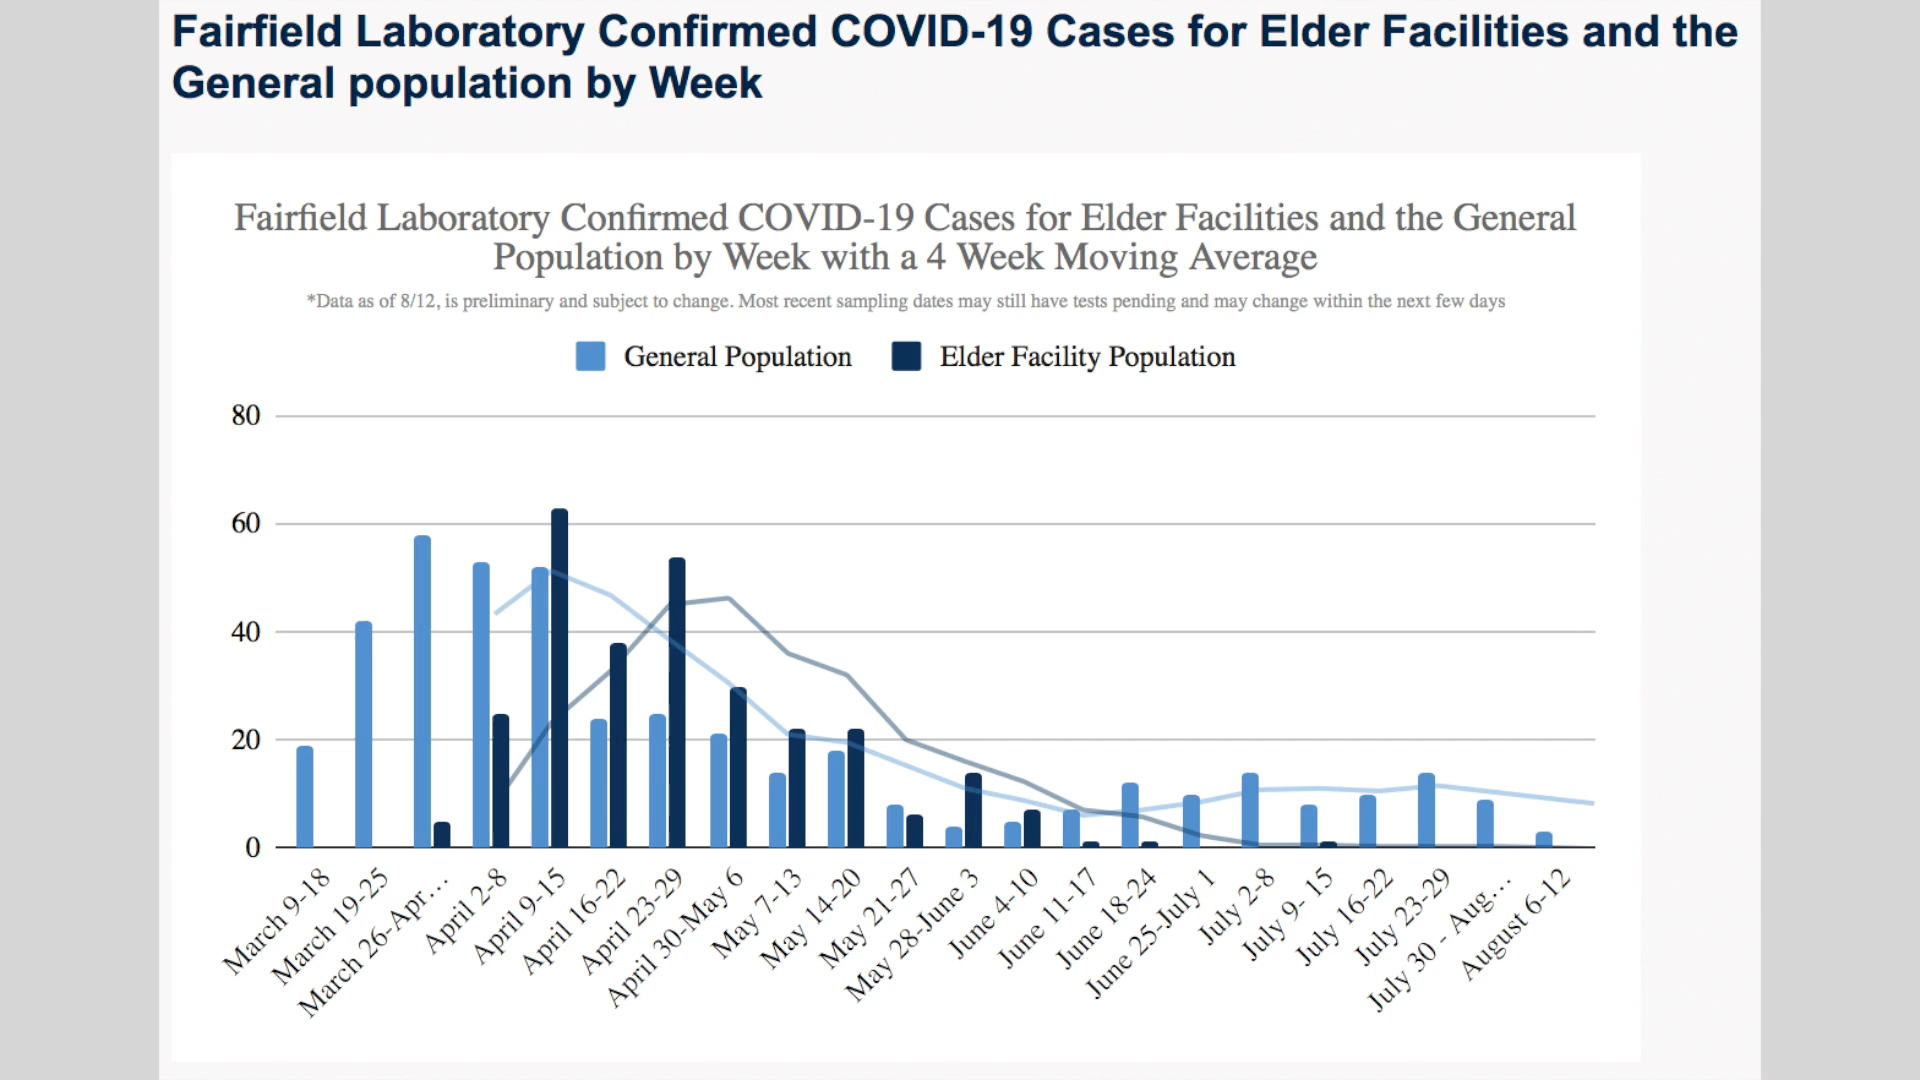 Fairfield Laboratory Confirmed COVID-19 Cases for Elder Facilities and the
General population by Week
Fairfield Laboratory Confirmed COVID-19 Cases for Elder Facilities and the General
Population by Week with a 4 Week Moving Average
*Data as of 8/12, is preliminary and subject to change. Most recent sampling dates may still have tests pending and may change within the next few days
General Population
Elder Facility Population
80
60
40
20
0
March 9-18
March 19-25
March 26-Apr…
April 2-8
April 9-15
April 16-22
April 23-29
April 30-May 6
May 7-13
May 14-20
May 21-27
May 28-June 3
June 4-10
June 11-17
June 18-24
June 25-July 1
July 2-8
July 9- 15
July 16-22
July 23-29
July 30 - Aug…
August 6-12